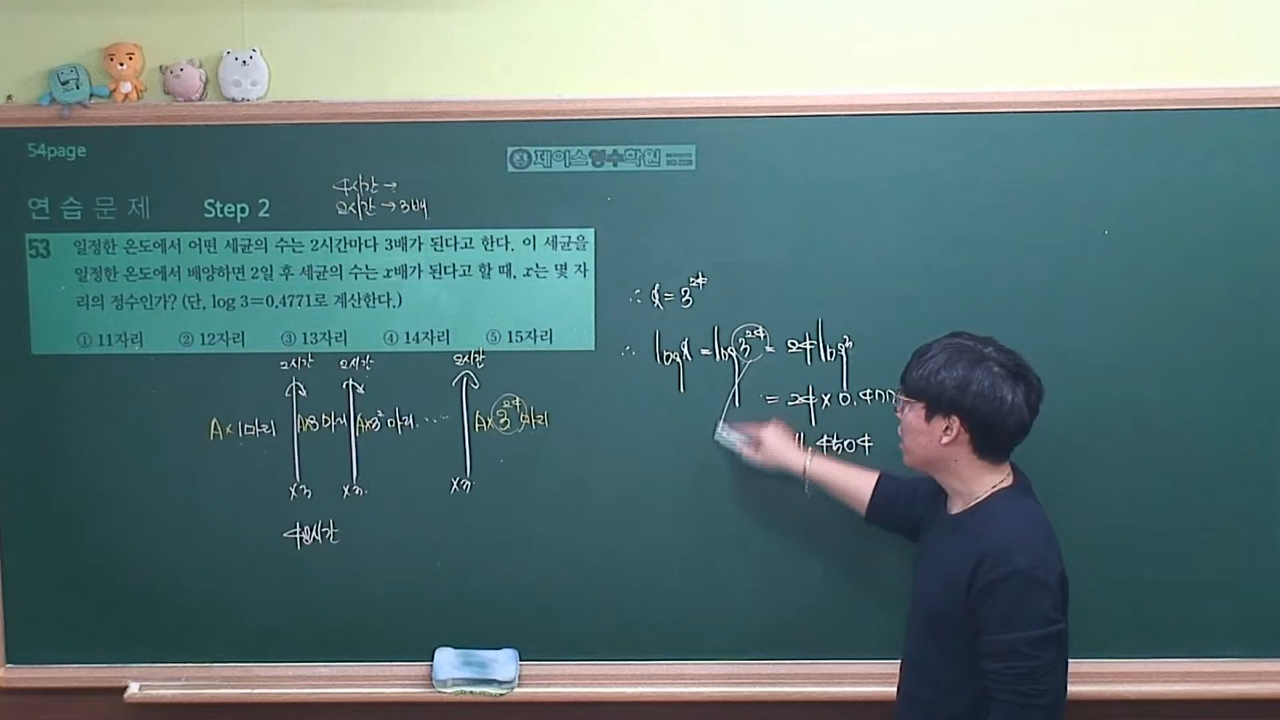 54page
제이스영수학원
연습문제 Step 2
4시간 →
2시간 → 3배
53 일정한 온도에서 어떤 세균의 수는 2시간마다 3배가 된다고 한다. 이 세균을
일정한 온도에서 배양하면 2일 후 세균의 수는 x배가 된다고 할 때, x는 몇 자
리의 정수인가? (단, log 3=0.4771로 계산한다.)
① 11자리 ② 12자리 ③ 13자리 ④ 14자리 ⑤ 15자리
2시간 2시간 2시간
A×1마리 A×3마리 A×3² 마리 ‥‥ A×3²⁴마리
×3 ×3 ×3
48시간
∴ x = 3²⁴
∴ log x = log 3²⁴ = 24 log 3
= 24 × 0.477
11.4504